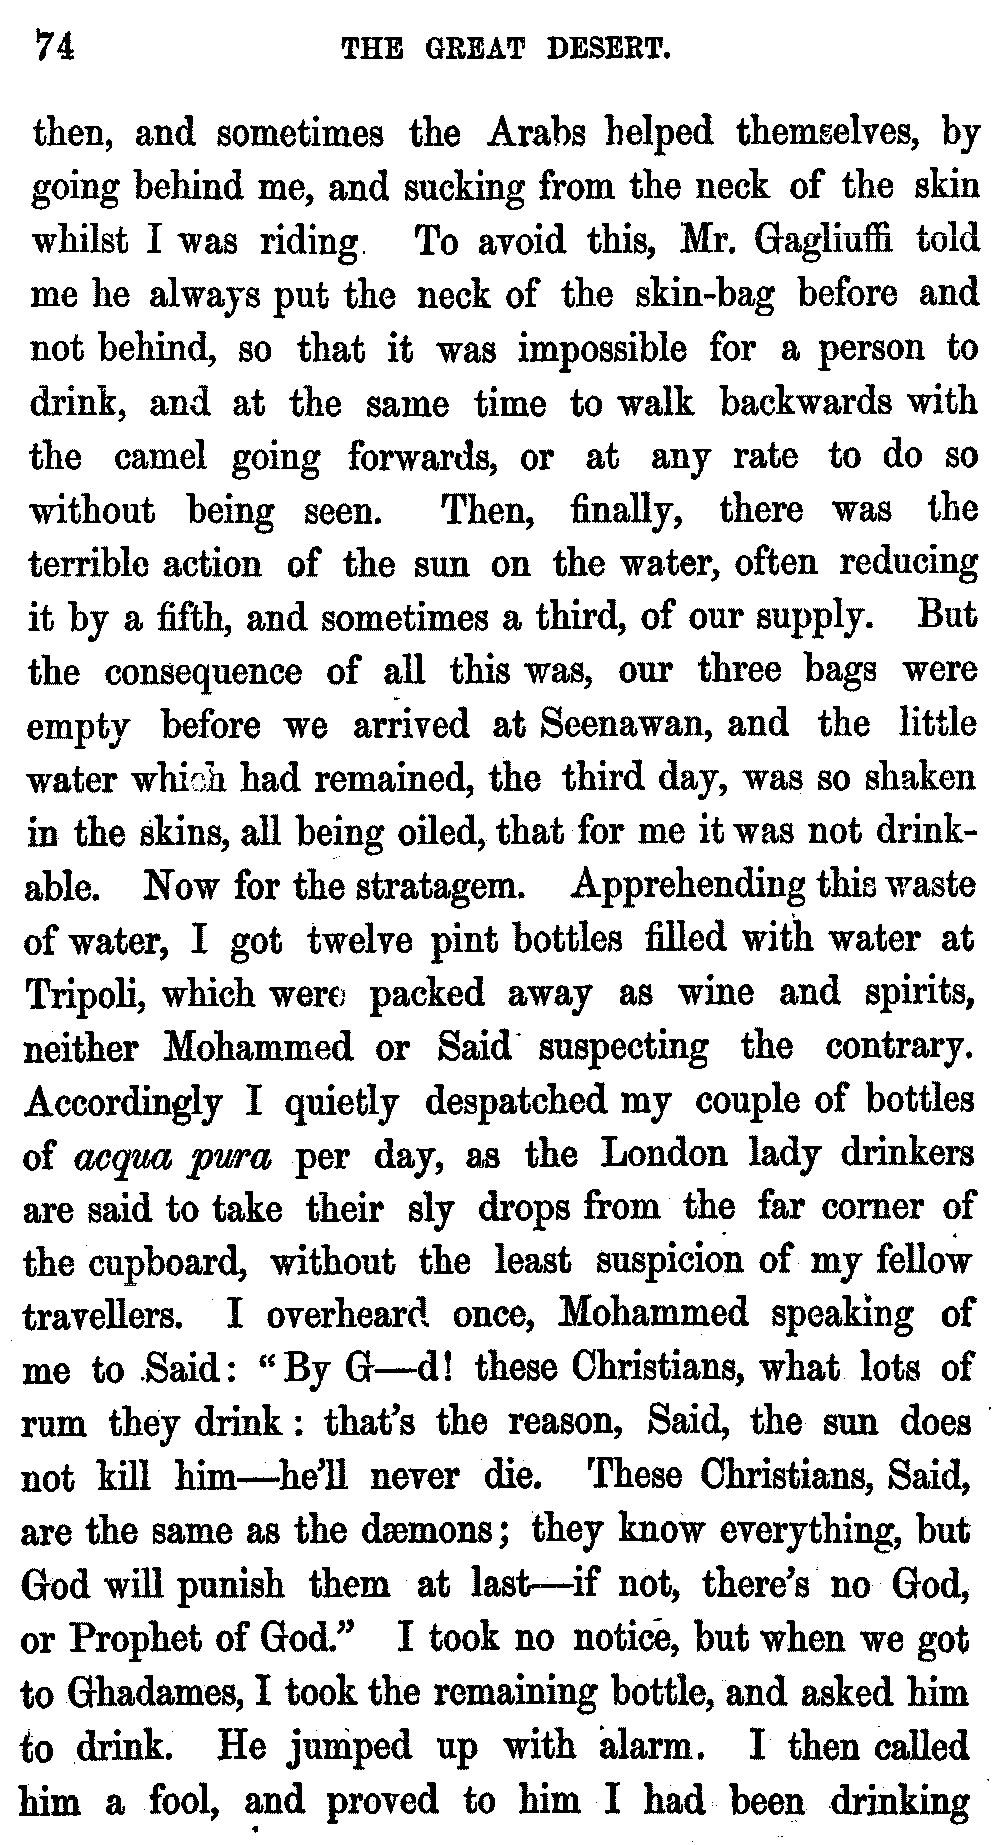 74 THE GREAT DESERT.
then, and sometimes the Arabs helped themselves, by
going behind me, and sucking from the neck of the skin
whilst I was riding. To avoid this, Mr. Gagliuffi told
me he always put the neck of the skin-bag before and
not behind, so that it was impossible for a person to
drink, and at the same time to walk backwards with
the camel going forwards, or at any rate to do so
without being seen. Then, finally, there was the
terrible action of the sun on the water, often reducing
it by a fifth, and sometimes a third, of our supply. But
the consequence of all this was, our three bags were
empty before we arrived at Seenawan, and the little
water which had remained, the third day, was so shaken
in the skins, all being oiled, that for me it was not drink-
able. Now for the stratagem. Apprehending this waste
of water, I got twelve pint bottles filled with water at
Tripoli, which were packed away as wine and spirits,
neither Mohammed or Said suspecting the contrary.
Accordingly I quietly despatched my couple of bottles
of acqua pura per day, as the London lady drinkers
are said to take their sly drops from the far corner of
the cupboard, without the least suspicion of my fellow
travellers. I overheard once, Mohammed speaking of
me to Said: "By G—d! these Christians, what lots of
rum they drink: that's the reason, Said, the sun does
not kill him—he'll never die. These Christians, Said,
are the same as the dæmons; they know everything, but
God will punish them at last—if not, there's no God,
or Prophet of God." I took no notice, but when we got
to Ghadames, I took the remaining bottle, and asked him
to drink. He jumped up with alarm. I then called
him a fool, and proved to him I had been drinking